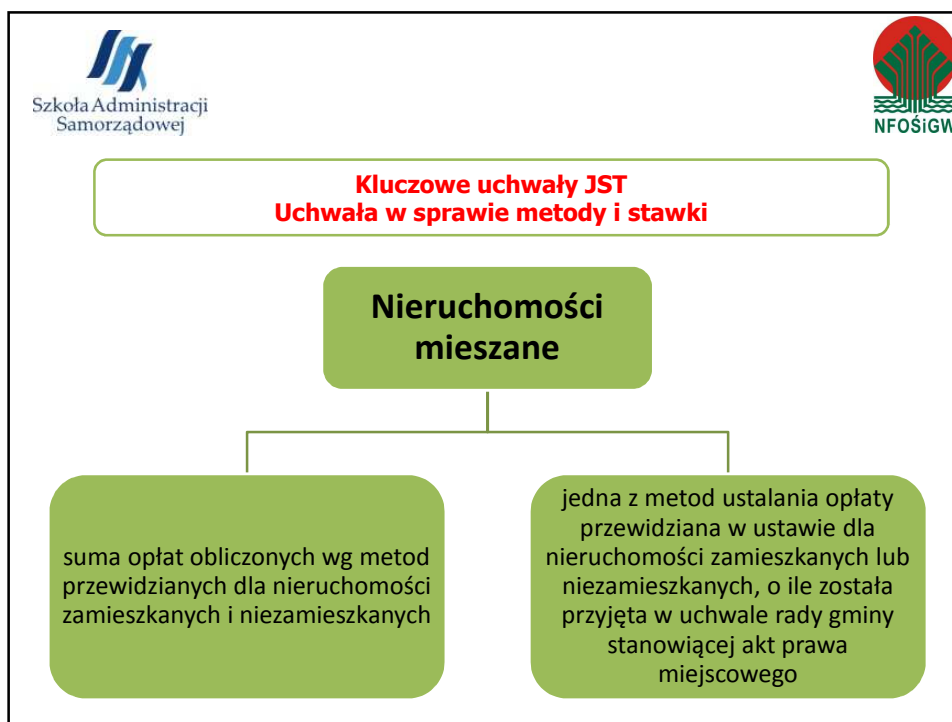 Szkoła Administracji
Samorządowej
NFOŚiGW
Kluczowe uchwały JST
Uchwała w sprawie metody i stawki
Nieruchomości
mieszane
suma opłat obliczonych wg metod
przewidzianych dla nieruchomości
zamieszkanych i niezamieszkanych
jedna z metod ustalania opłaty
przewidziana w ustawie dla
nieruchomości zamieszkanych lub
niezamieszkanych, o ile została
przyjęta w uchwale rady gminy
stanowiącej akt prawa
miejscowego